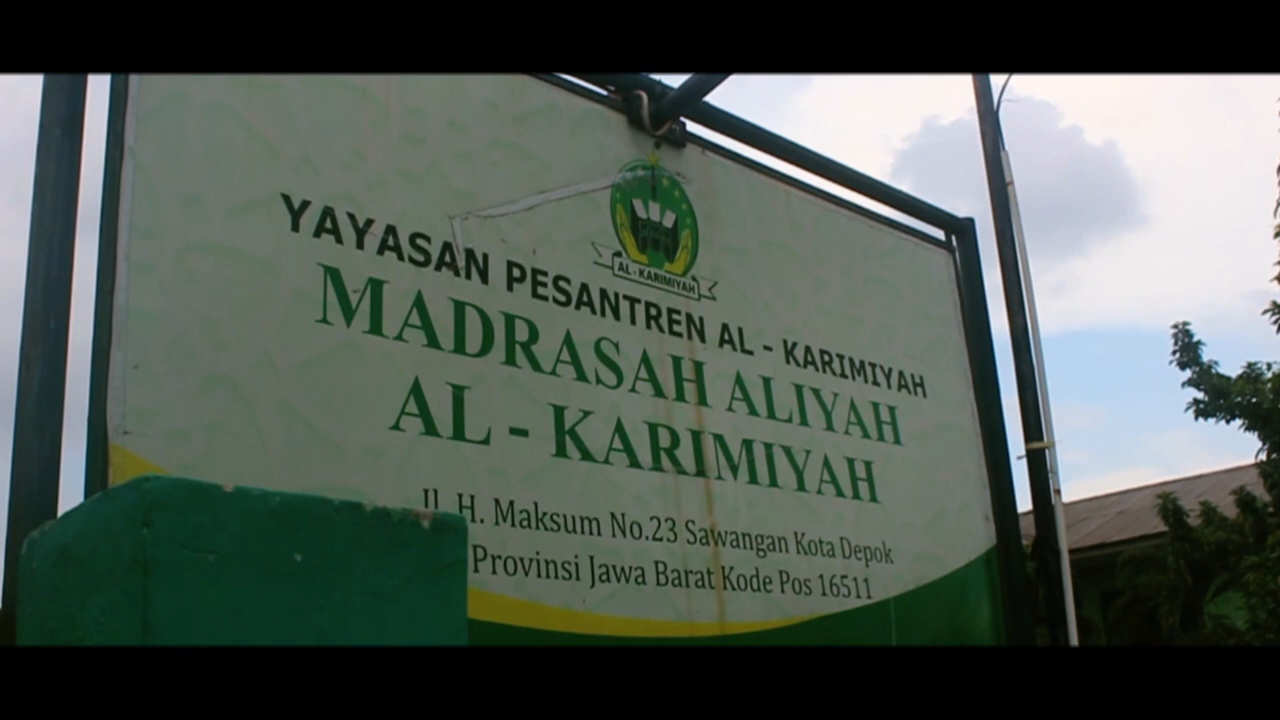 AL - KARIMIYAH
YAYASAN PESANTREN AL - KARIMIYAH
MADRASAH ALIYAH
AL - KARIMIYAH
Jl. H. Maksum No.23 Sawangan Kota Depok
Provinsi Jawa Barat Kode Pos 16511